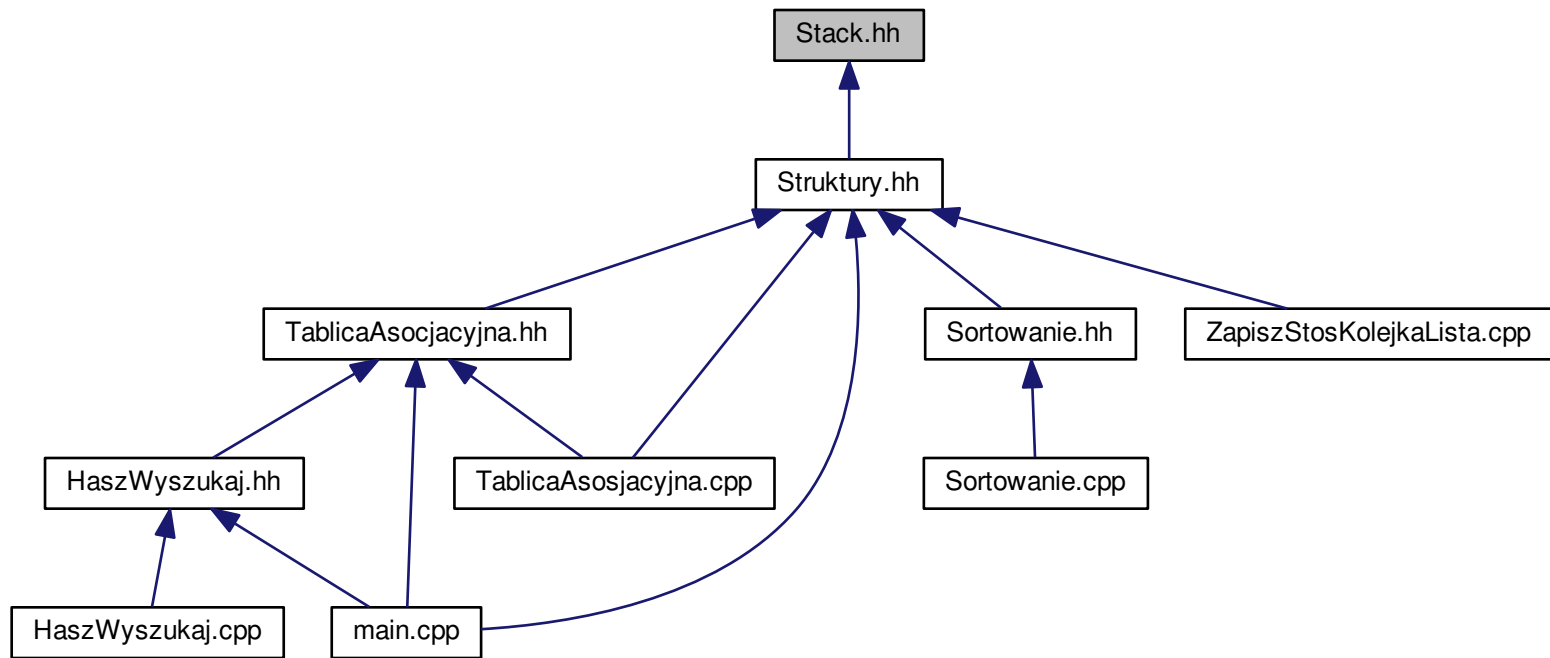 Stack.hh
Struktury.hh
TablicaAsocjacyjna.hh
Sortowanie.hh
ZapiszStosKolejkaLista.cpp
HaszWyszukaj.hh
TablicaAsosjacyjna.cpp
Sortowanie.cpp
HaszWyszukaj.cpp
main.cpp